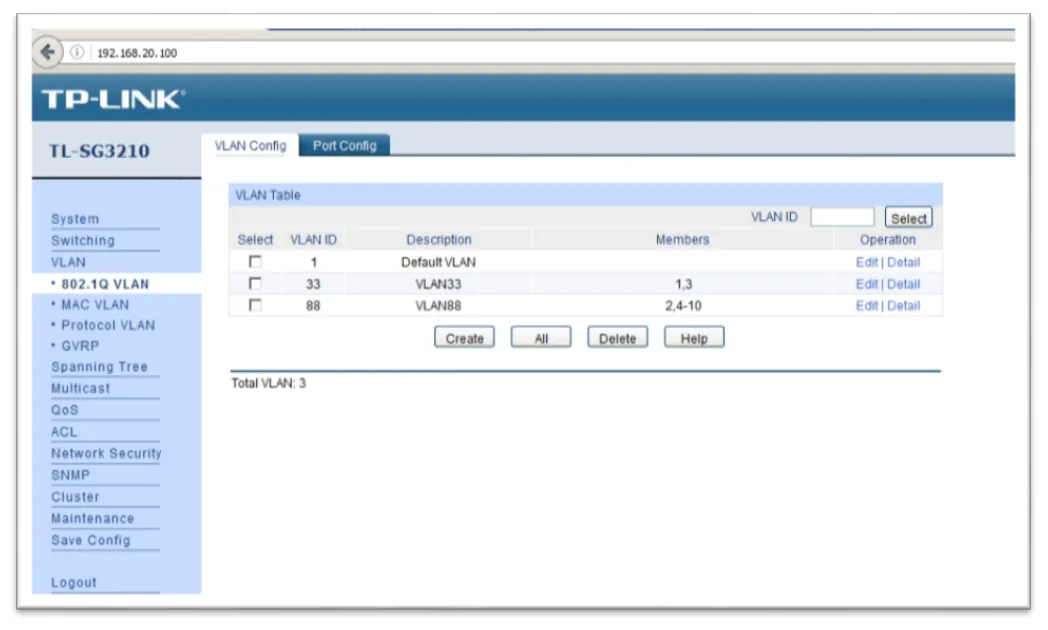 192.168.20.100
TP-LINK®
TL-SG3210
VLAN Config Port Config
System
Switching
VLAN
• 802.1Q VLAN
• MAC VLAN
• Protocol VLAN
• GVRP
Spanning Tree
Multicast
QoS
ACL
Network Security
SNMP
Cluster
Maintenance
Save Config
Logout
VLAN Table
VLAN ID Select
Select VLAN ID Description Members Operation
1 Default VLAN Edit | Detail
33 VLAN33 1,3 Edit | Detail
88 VLAN88 2,4-10 Edit | Detail
Create All Delete Help
Total VLAN: 3